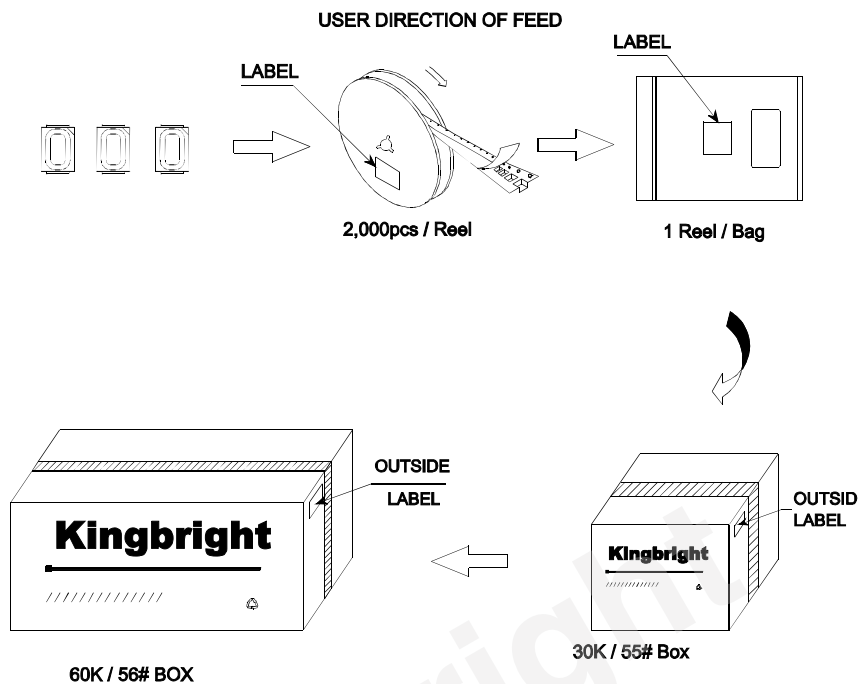 USER DIRECTION OF FEED
LABEL
LABEL
2,000pcs / Reel
1 Reel / Bag
OUTSIDE
LABEL
Kingbright
60K / 56# BOX
OUTSID
LABEL
Kingbright
30K / 55# Box
right